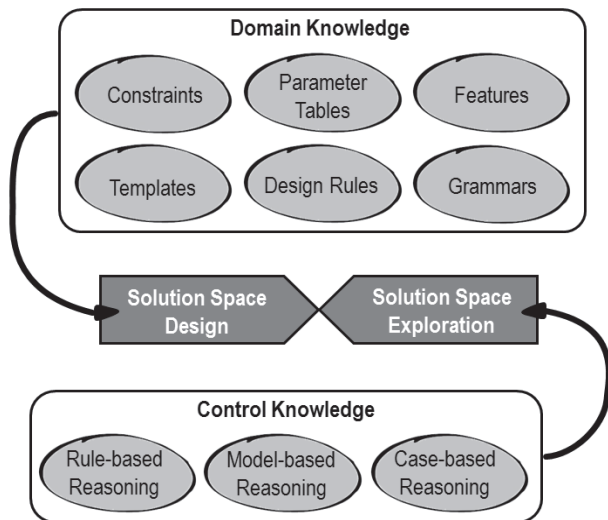 Domain Knowledge
Constraints
Parameter
Tables
Features
Templates
Design Rules
Grammars
Solution Space
Design
Solution Space
Exploration
Control Knowledge
Rule-based
Reasoning
Model-based
Reasoning
Case-based
Reasoning